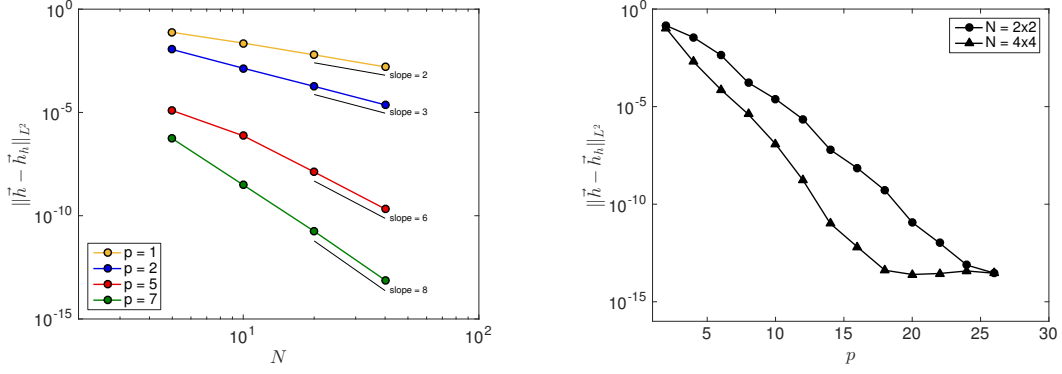 10^0
10^-5
10^-10
10^-15
‖h⃗ − h⃗_h‖_{L^2}
slope = 2
slope = 3
slope = 6
slope = 8
p = 1
p = 2
p = 5
p = 7
10^1
10^2
N
10^0
10^-5
10^-10
10^-15
‖h⃗ − h⃗_h‖_{L^2}
N = 2x2
N = 4x4
5
10
15
20
25
30
p